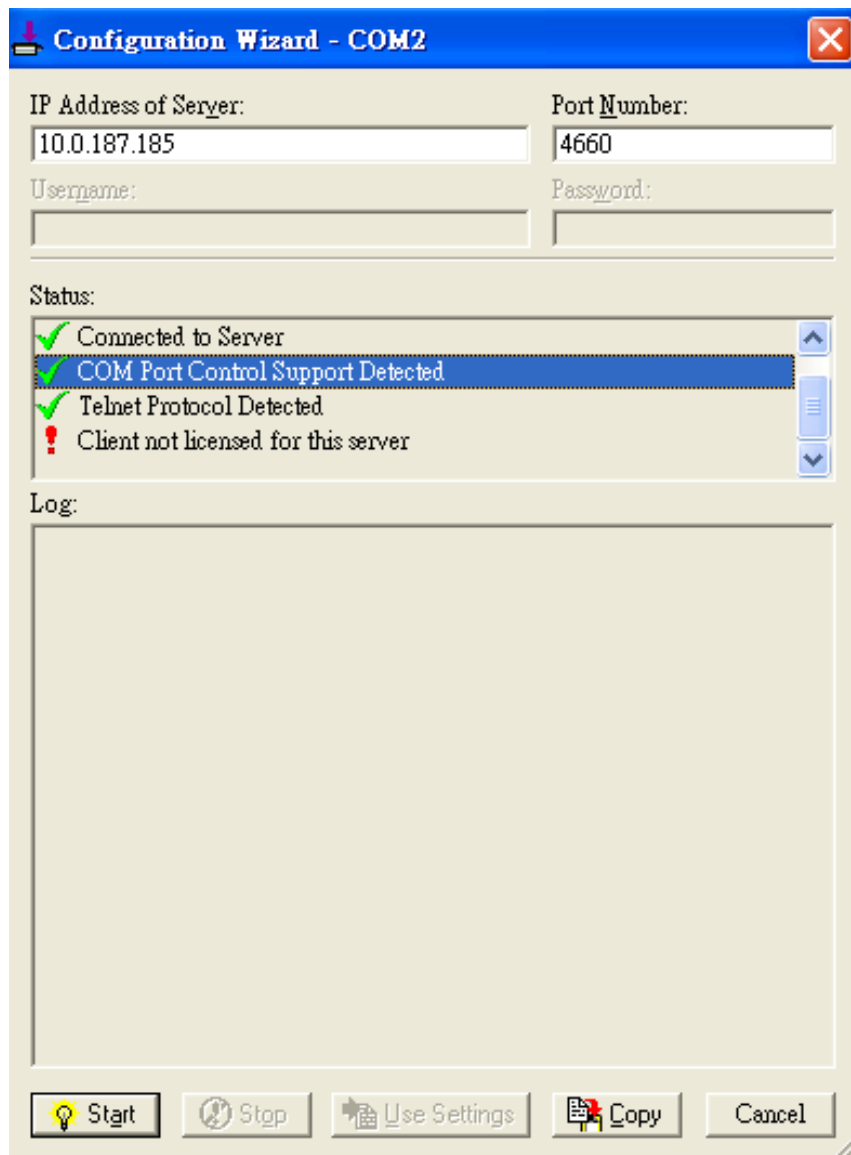 Configuration Wizard - COM2
IP Address of Server: Port Number:
10.0.187.185 4660
Username: Password:
Status:
Connected to Server
COM Port Control Support Detected
Telnet Protocol Detected
Client not licensed for this server
Log:
Start Stop Use Settings Copy Cancel